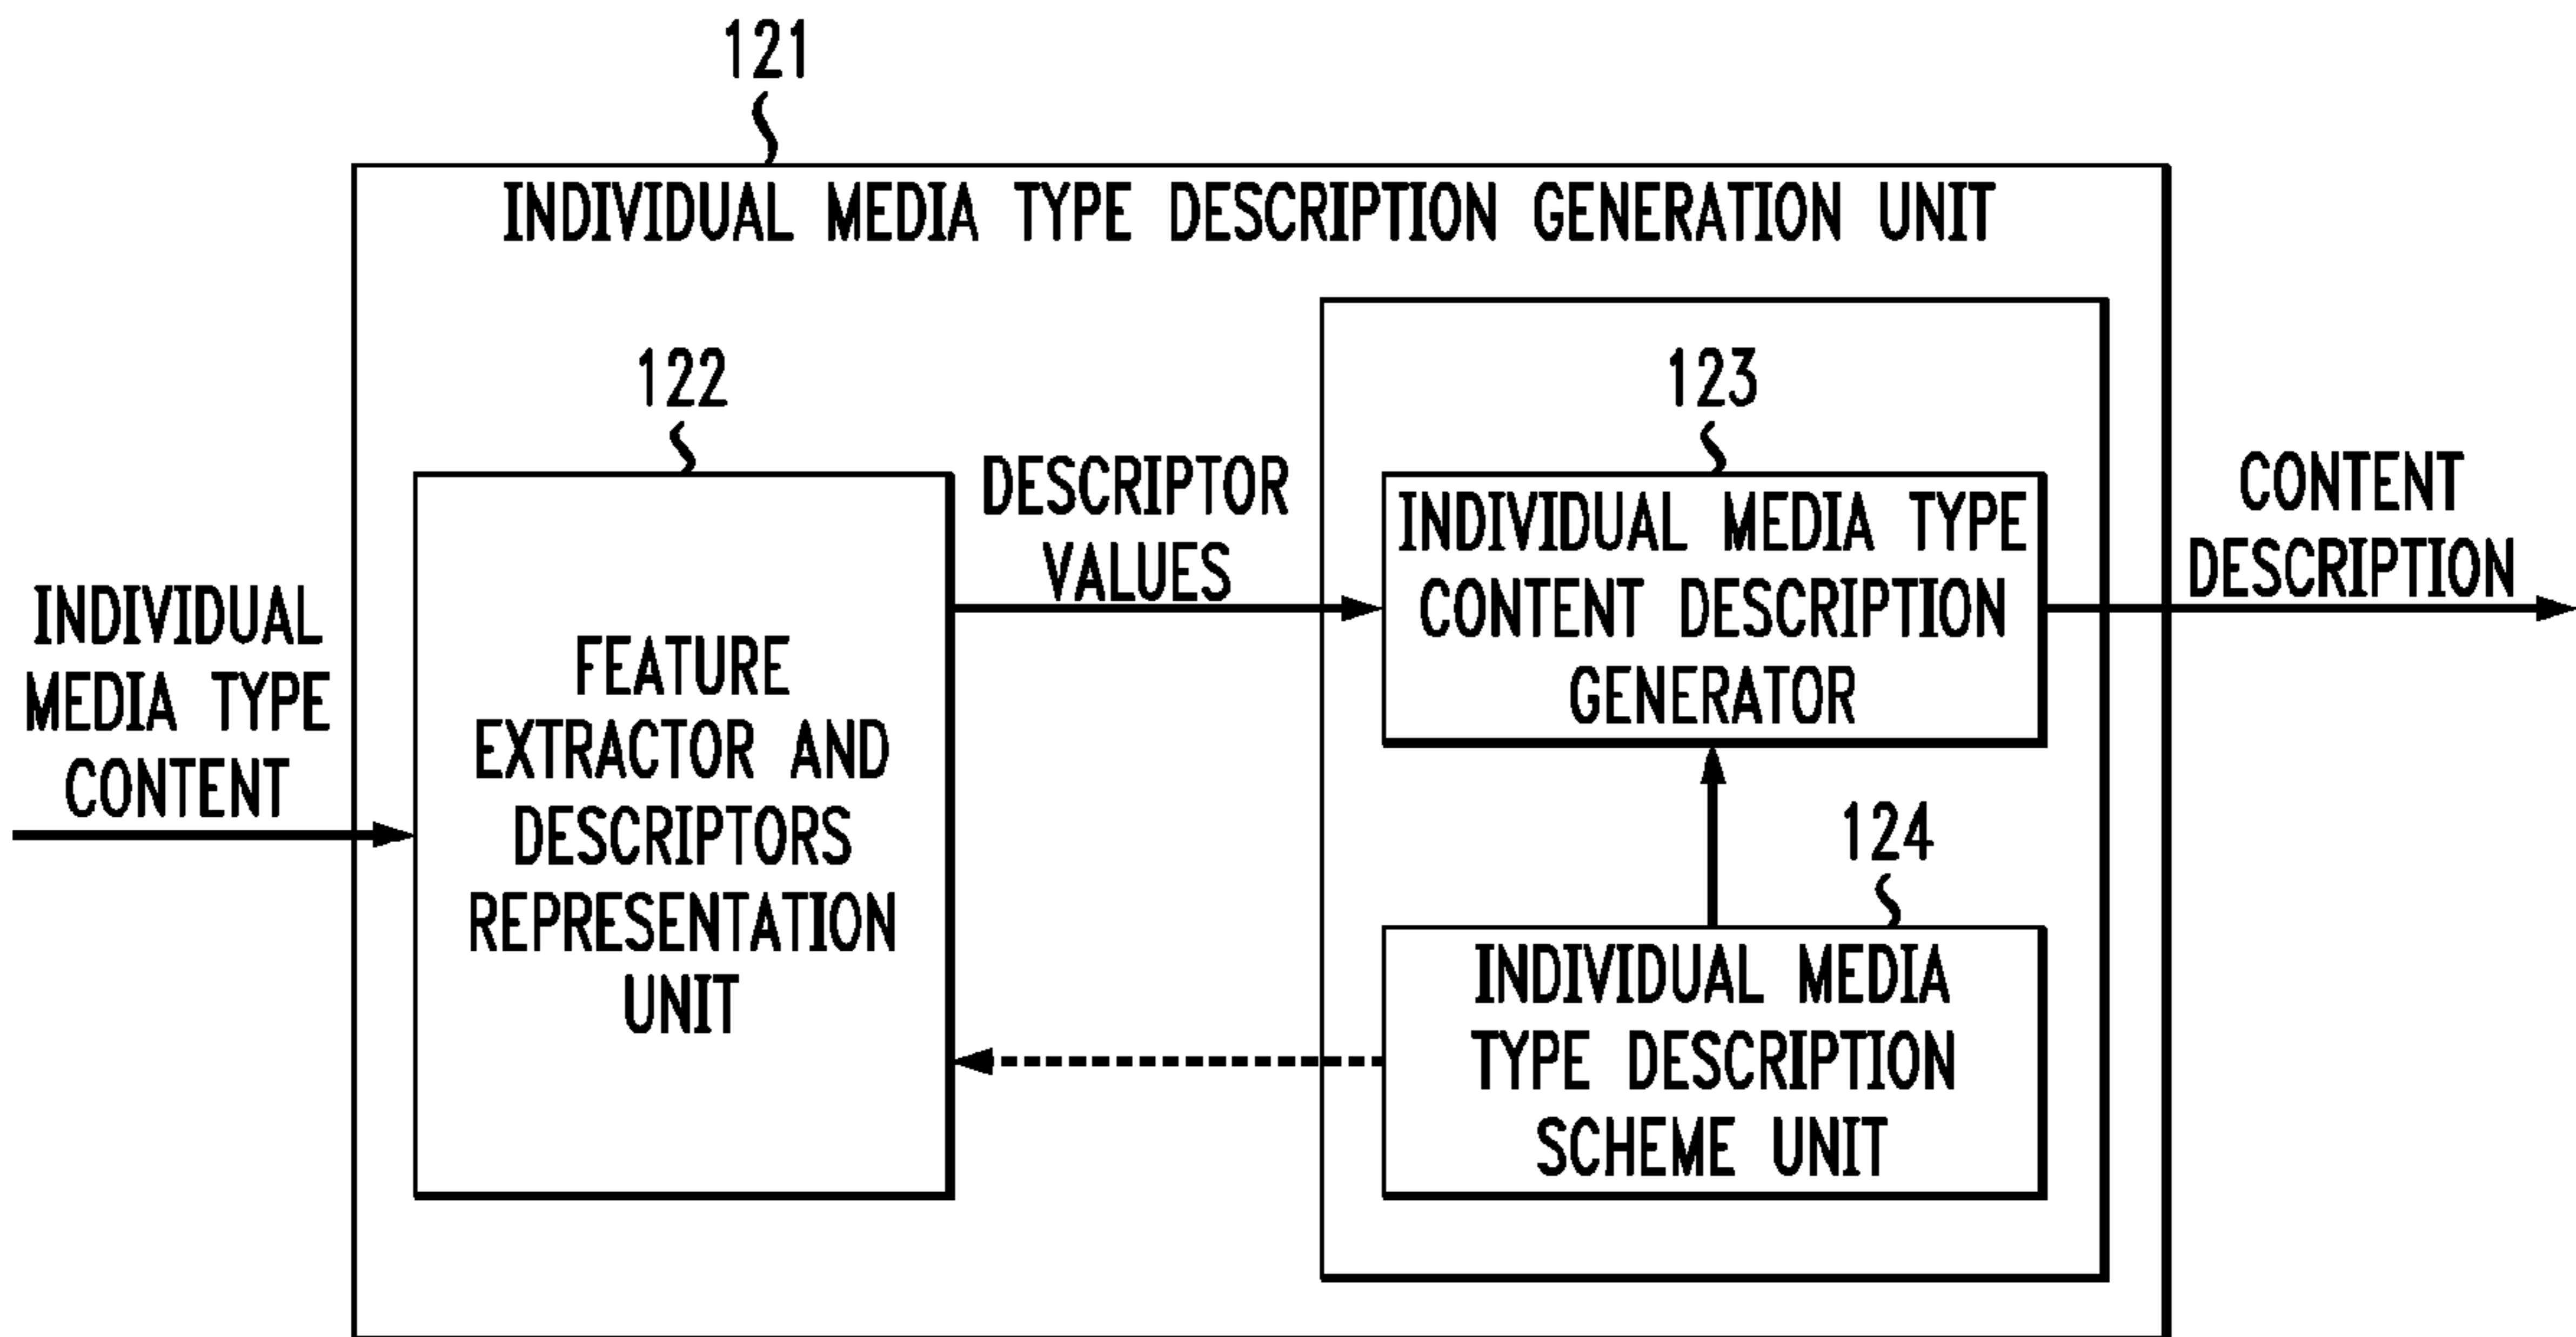 121
INDIVIDUAL MEDIA TYPE DESCRIPTION GENERATION UNIT
122
123
DESCRIPTOR
VALUES
INDIVIDUAL MEDIA TYPE
CONTENT DESCRIPTION
GENERATOR
CONTENT
DESCRIPTION
INDIVIDUAL
MEDIA TYPE
CONTENT
FEATURE
EXTRACTOR AND
DESCRIPTORS
REPRESENTATION
UNIT
124
INDIVIDUAL MEDIA
TYPE DESCRIPTION
SCHEME UNIT